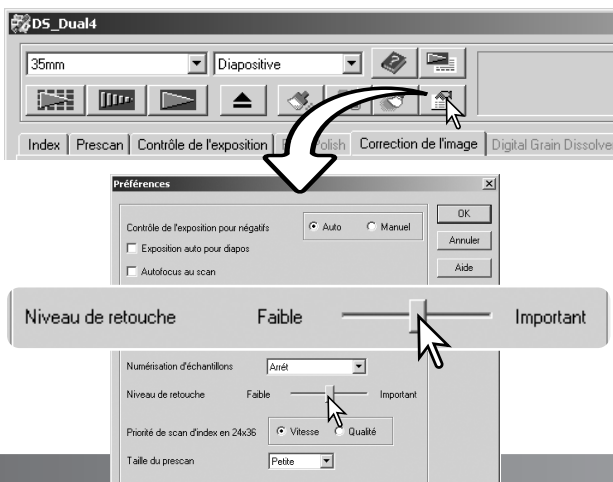 DS_Dual4
35mm Diapositive
Index Prescan Contrôle de l'exposition Polish Correction de l'image Digital Grain Dissolve
Préférences
Contrôle de l'exposition pour négatifs Auto Manuel OK
Exposition auto pour diapos Annuler
Autofocus au scan Aide
Niveau de retouche Faible Important
Numérisation d'échantillons Arrêt
Niveau de retouche Faible Important
Priorité de scan d'index en 24x36 Vitesse Qualité
Taille du prescan Petite